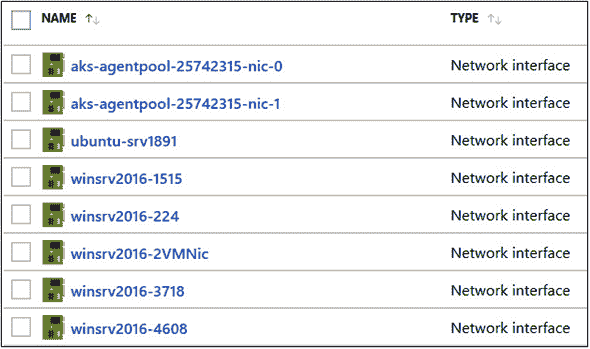 NAME ↑↓ TYPE ↑↓
aks-agentpool-25742315-nic-0 Network interface
aks-agentpool-25742315-nic-1 Network interface
ubuntu-srv1891 Network interface
winsrv2016-1515 Network interface
winsrv2016-224 Network interface
winsrv2016-2VMNic Network interface
winsrv2016-3718 Network interface
winsrv2016-4608 Network interface